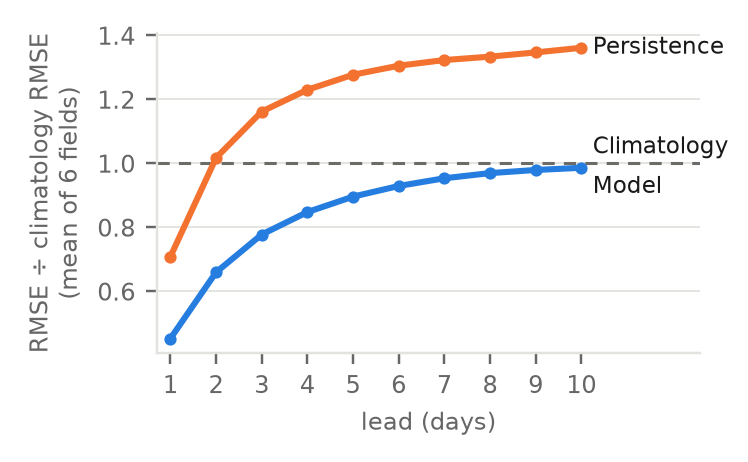 RMSE ÷ climatology RMSE
(mean of 6 fields)
1.4
1.2
1.0
0.8
0.6
Persistence
Climatology
Model
1 2 3 4 5 6 7 8 9 10
lead (days)